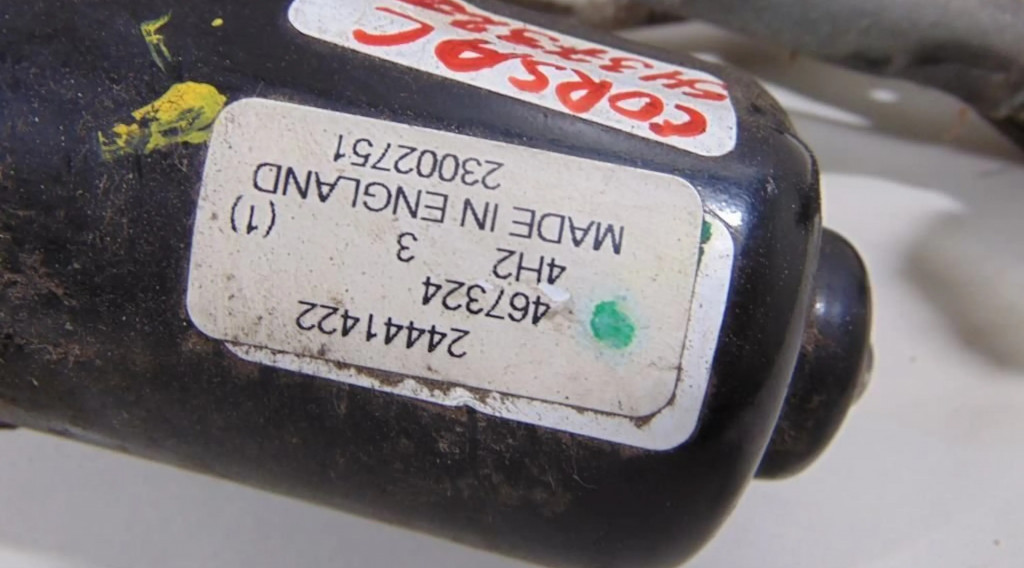 24441422
467324
4H2 3
MADE IN ENGLAND (1)
23002751
CORSA C